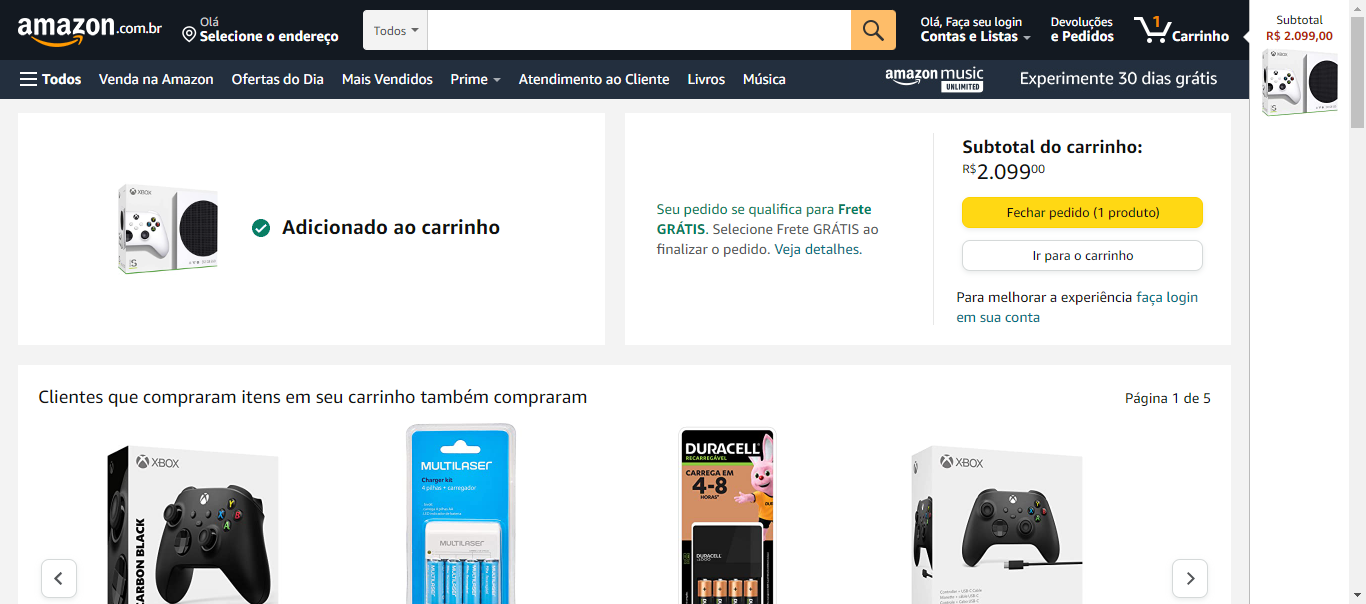 amazon.com.br
Olá
Selecione o endereço
Todos
Olá, Faça seu login
Contas e Listas
Devoluções
e Pedidos
1
Carrinho
Subtotal
R$ 2.099,00
Todos
Venda na Amazon
Ofertas do Dia
Mais Vendidos
Prime
Atendimento ao Cliente
Livros
Música
amazon music
UNLIMITED
Experimente 30 dias grátis
XBOX
S
XBOX
S
Adicionado ao carrinho
Seu pedido se qualifica para Frete
GRÁTIS. Selecione Frete GRÁTIS ao
finalizar o pedido. Veja detalhes.
Subtotal do carrinho:
R$2.09900
Fechar pedido (1 produto)
Ir para o carrinho
Para melhorar a experiência faça login
em sua conta
Clientes que compraram itens em seu carrinho também compraram
Página 1 de 5
XBOX
CARBON BLACK
MULTILASER
Charger kit
4 pilhas + carregador
MULTILASER
DURACELL
RECARREGÁVEL
CARREGA EM
4-8
HORAS*
DURACELL
XBOX